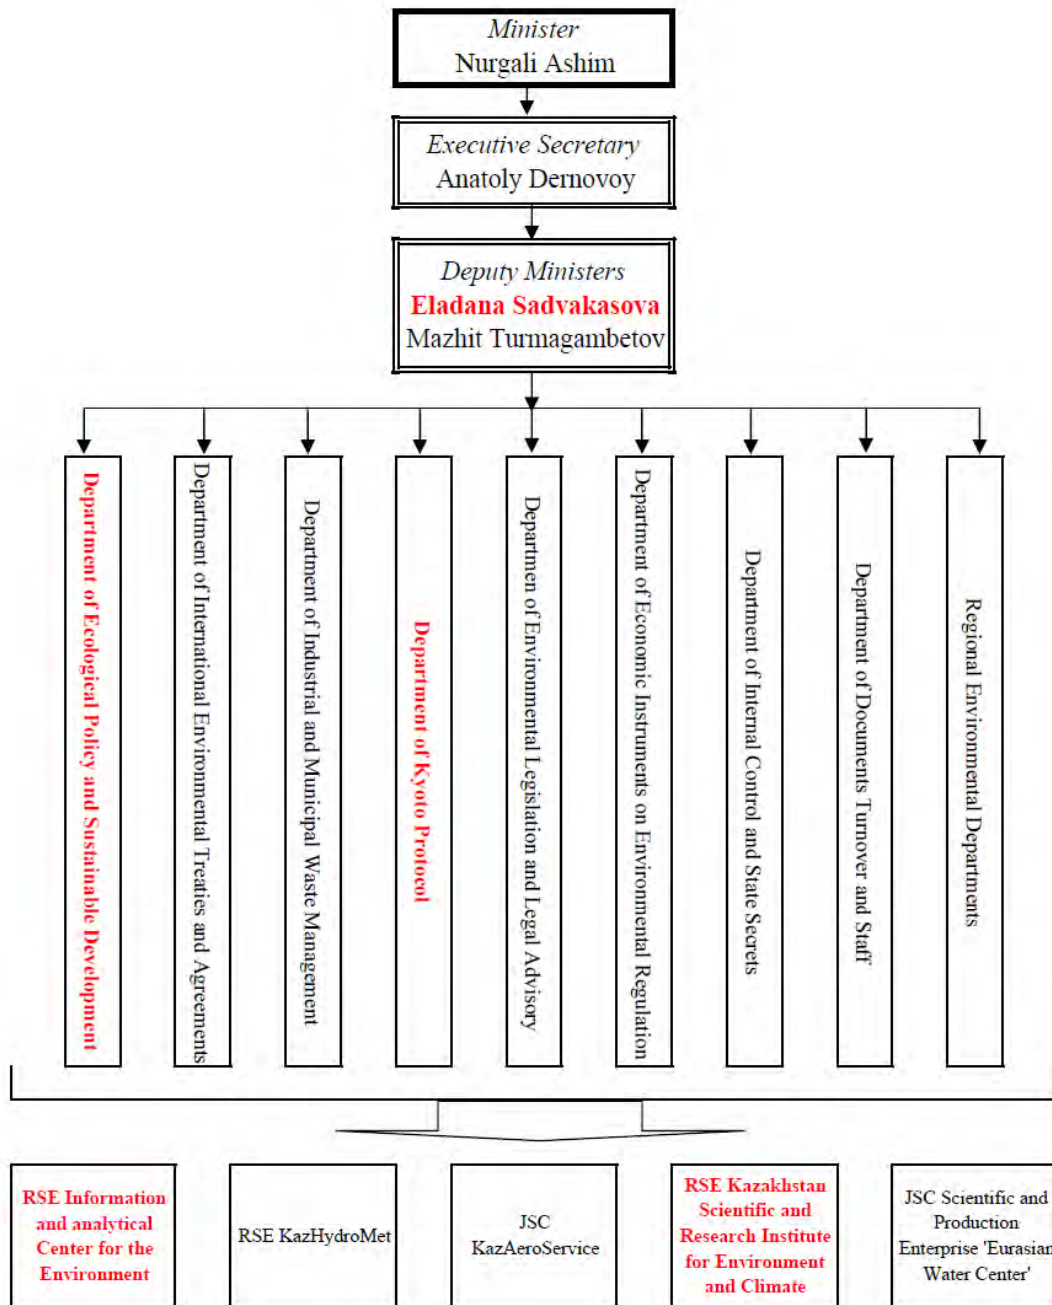 Minister
Nurgali Ashim
Executive Secretary
Anatoly Dernovoy
Deputy Ministers
Eladana Sadvakasova
Mazhit Turmagambetov
Department of Ecological Policy and Sustainable Development
Department of International Environmental Treaties and Agreements
Department of Industrial and Municipal Waste Management
Department of Kyoto Protocol
Departmen of Environmental Legislation and Legal Advisory
Department of Economic Instruments on Environmental Regulation
Department of Internal Control and State Secrets
Department of Documents Turnover and Staff
Regional Environmental Departments
RSE Information
and analytical
Center for the
Environment
RSE KazHydroMet
JSC
KazAeroService
RSE Kazakhstan
Scientific and
Research Institute
for Environment
and Climate
JSC Scientific and
Production
Enterprise 'Eurasian
Water Center'